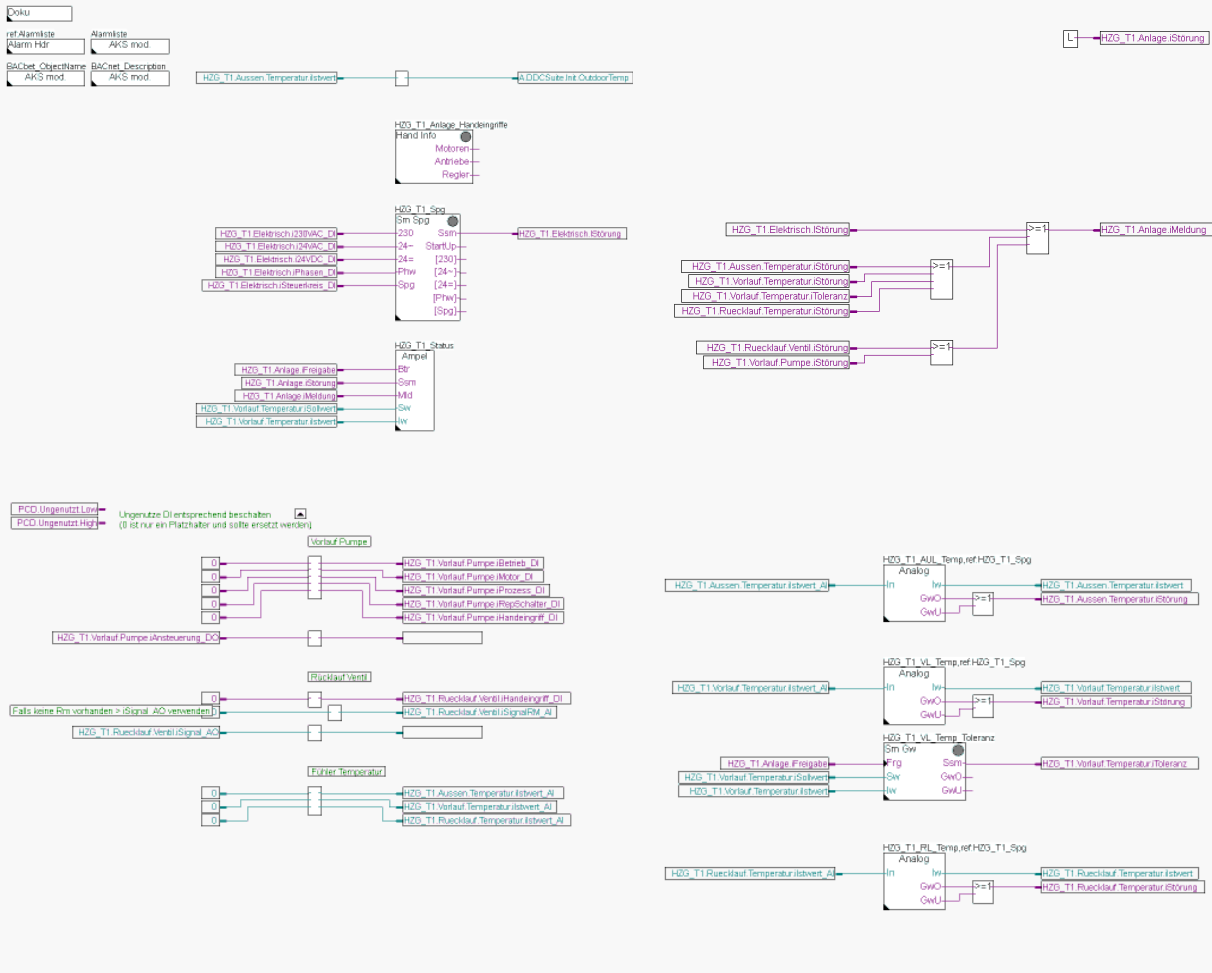 Doku
ref.Alarmliste
Alarmliste
Alarm Hdr
AKS mod.
BACbet_ObjectName
BACnet_Description
AKS mod.
AKS mod.
HZG_T1.Aussen.Temperatur.iIstwert
A.DDCSuite.Init.OutdoorTemp
L
HZG_T1.Anlage.iStörung
HZG_T1_Anlage_Handeingriffe
Hand Info
Motoren
Antriebe
Regler
HZG_T1_Spg
Sm Spg
HZG_T1.Elektrisch.i230VAC_DI
230
Ssm
HZG_T1.Elektrisch.IStörung
HZG_T1.Elektrisch.i24VAC_DI
24~
StartUp
HZG_T1.Elektrisch.i24VDC_DI
24=
[230]
HZG_T1.Elektrisch.iPhasen_DI
Phw
[24~]
HZG_T1.Elektrisch.iSteuerkreis_DI
Spg
[24=]
[Phw]
[Spg]
HZG_T1_Status
Ampel
HZG_T1.Anlage.iFreigabe
Btr
HZG_T1.Anlage.iStörung
Ssm
HZG_T1.Anlage.iMeldung
Mld
HZG_T1.Vorlauf.Temperatur.iSollwert
Sw
HZG_T1.Vorlauf.Temperatur.iIstwert
Iw
HZG_T1.Elektrisch.IStörung
>=1
HZG_T1.Anlage.iMeldung
HZG_T1.Aussen.Temperatur.iStörung
>=1
HZG_T1.Vorlauf.Temperatur.iStörung
HZG_T1.Vorlauf.Temperatur.iToleranz
HZG_T1.Ruecklauf.Temperatur.iStörung
HZG_T1.Ruecklauf.Ventil.iStörung
>=1
HZG_T1.Vorlauf.Pumpe.iStörung
PCD.Ungenutzt.Low
PCD.Ungenutzt.High
Ungenutze DI entsprechend beschalten
(0 ist nur ein Platzhalter und sollte ersetzt werden)
Vorlauf Pumpe
0
HZG_T1.Vorlauf.Pumpe.iBetrieb_DI
0
HZG_T1.Vorlauf.Pumpe.iMotor_DI
0
HZG_T1.Vorlauf.Pumpe.iProzess_DI
0
HZG_T1.Vorlauf.Pumpe.iRepSchalter_DI
0
HZG_T1.Vorlauf.Pumpe.iHandeingriff_DI
HZG_T1.Vorlauf.Pumpe.iAnsteuerung_DO
Rücklauf Ventil
0
HZG_T1.Ruecklauf.Ventil.iHandeingriff_DI
Falls keine Rm vorhanden > iSignal_AO verwenden
0
HZG_T1.Ruecklauf.Ventil.iSignalRM_AI
HZG_T1.Ruecklauf.Ventil.iSignal_AO
Fühler Temperatur
0
HZG_T1.Aussen.Temperatur.iIstwert_AI
0
HZG_T1.Vorlauf.Temperatur.iIstwert_AI
0
HZG_T1.Ruecklauf.Temperatur.iIstwert_AI
HZG_T1_AUL_Temp,ref:HZG_T1_Spg
Analog
HZG_T1.Aussen.Temperatur.iIstwert_AI
In
Iw
HZG_T1.Aussen.Temperatur.iIstwert
GwO
>=1
HZG_T1.Aussen.Temperatur.iStörung
GwU
HZG_T1_VL_Temp,ref:HZG_T1_Spg
Analog
HZG_T1.Vorlauf.Temperatur.iIstwert_AI
In
Iw
HZG_T1.Vorlauf.Temperatur.iIstwert
GwO
>=1
HZG_T1.Vorlauf.Temperatur.iStörung
GwU
HZG_T1_VL_Temp_Toleranz
Sm Gw
HZG_T1.Anlage.iFreigabe
Frg
Ssm
HZG_T1.Vorlauf.Temperatur.iToleranz
HZG_T1.Vorlauf.Temperatur.iSollwert
Sw
GwO
HZG_T1.Vorlauf.Temperatur.iIstwert
Iw
GwU
HZG_T1_RL_Temp,ref:HZG_T1_Spg
Analog
HZG_T1.Ruecklauf.Temperatur.iIstwert_AI
In
Iw
HZG_T1.Ruecklauf.Temperatur.iIstwert
GwO
>=1
HZG_T1.Ruecklauf.Temperatur.iStörung
GwU